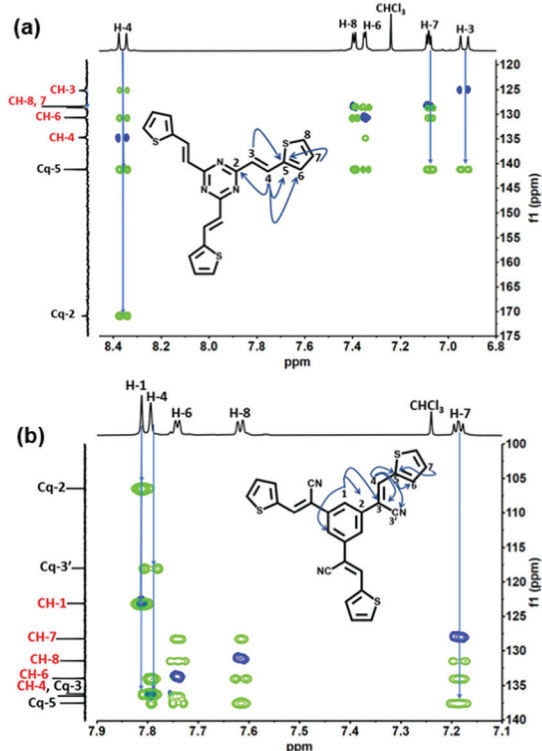 (a)
H-4
H-8
H-6
CHCl3
H-7
H-3
CH-3
CH-8, 7
CH-6
CH-4
Cq-5
Cq-2
S
S
8
3
2
5
7
N
N
4
6
N
S
120
125
130
135
140
145
150
155
160
165
170
175
f1 (ppm)
8.4
8.2
8.0
7.8
7.6
7.4
7.2
7.0
6.8
ppm
(b)
H-1
H-4
H-6
H-8
CHCl3
H-7
Cq-2
Cq-3'
CH-1
CH-7
CH-8
CH-6
CH-4, Cq-3
Cq-5
CN
S
S
4
5
7
6
1
2
3
CN
3'
NC
S
100
105
110
115
120
125
130
135
140
f1 (ppm)
7.9
7.8
7.7
7.6
7.5
7.4
7.3
7.2
7.1
ppm